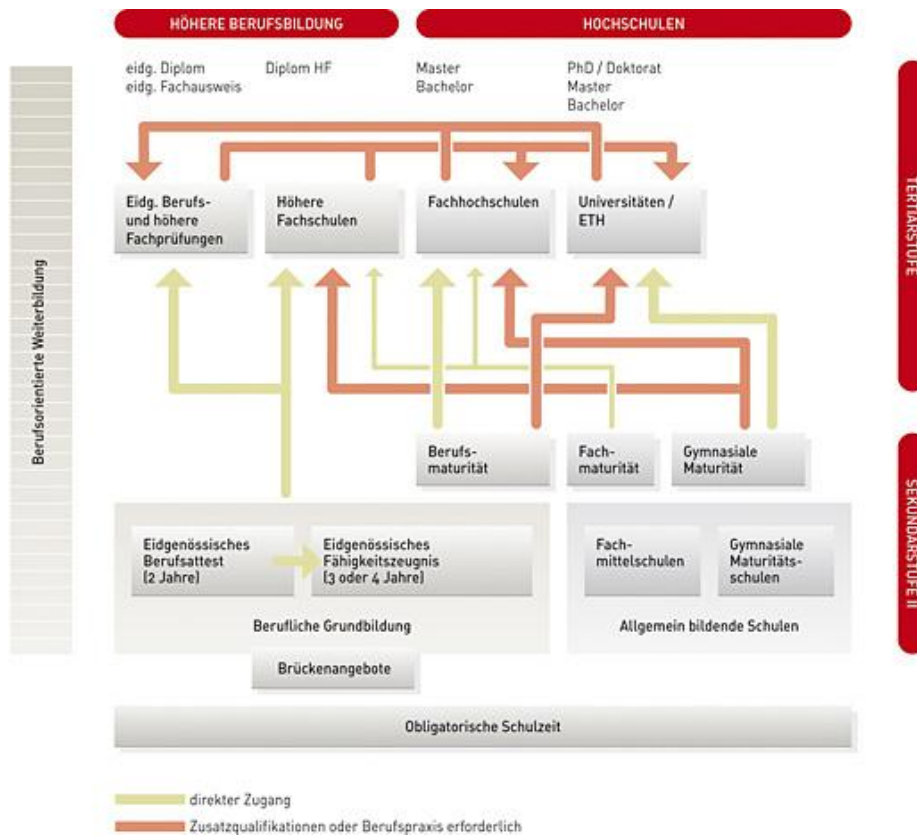 HÖHERE BERUFSBILDUNG
HOCHSCHULEN
eidg. Diplom
eidg. Fachausweis
Diplom HF
Master
Bachelor
PhD / Doktorat
Master
Bachelor
TERTIÄRSTUFE
Eidg. Berufs-
und höhere
Fachprüfungen
Höhere
Fachschulen
Fachhochschulen
Universitäten /
ETH
Berufsorientierte Weiterbildung
Berufs-
maturität
Fach-
maturität
Gymnasiale
Maturität
SEKUNDARSTUFE II
Eidgenössisches
Berufsattest
(2 Jahre)
Eidgenössisches
Fähigkeitszeugnis
(3 oder 4 Jahre)
Fach-
mittelschulen
Gymnasiale
Maturitäts-
schulen
Berufliche Grundbildung
Allgemein bildende Schulen
Brückenangebote
Obligatorische Schulzeit
direkter Zugang
Zusatzqualifikationen oder Berufspraxis erforderlich